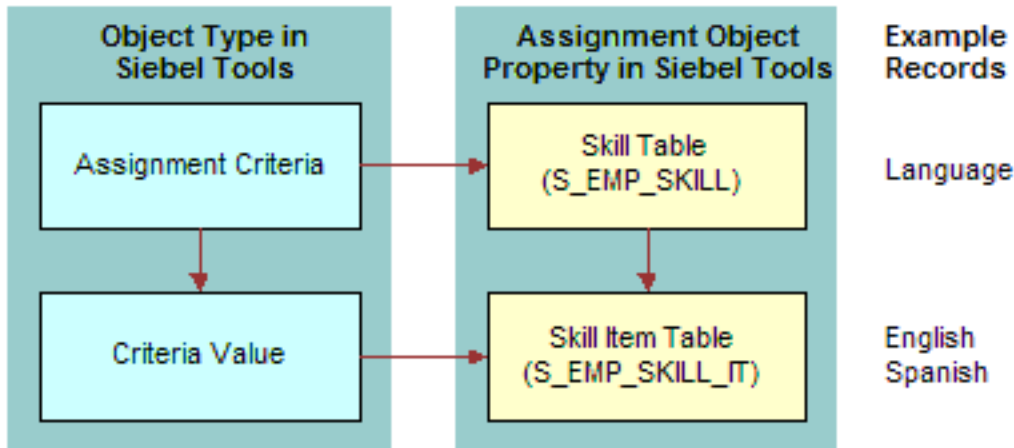 Object Type in
Siebel Tools
Assignment Object
Property in Siebel Tools
Example
Records
Assignment Criteria
Skill Table
(S_EMP_SKILL)
Language
Criteria Value
Skill Item Table
(S_EMP_SKILL_IT)
English
Spanish